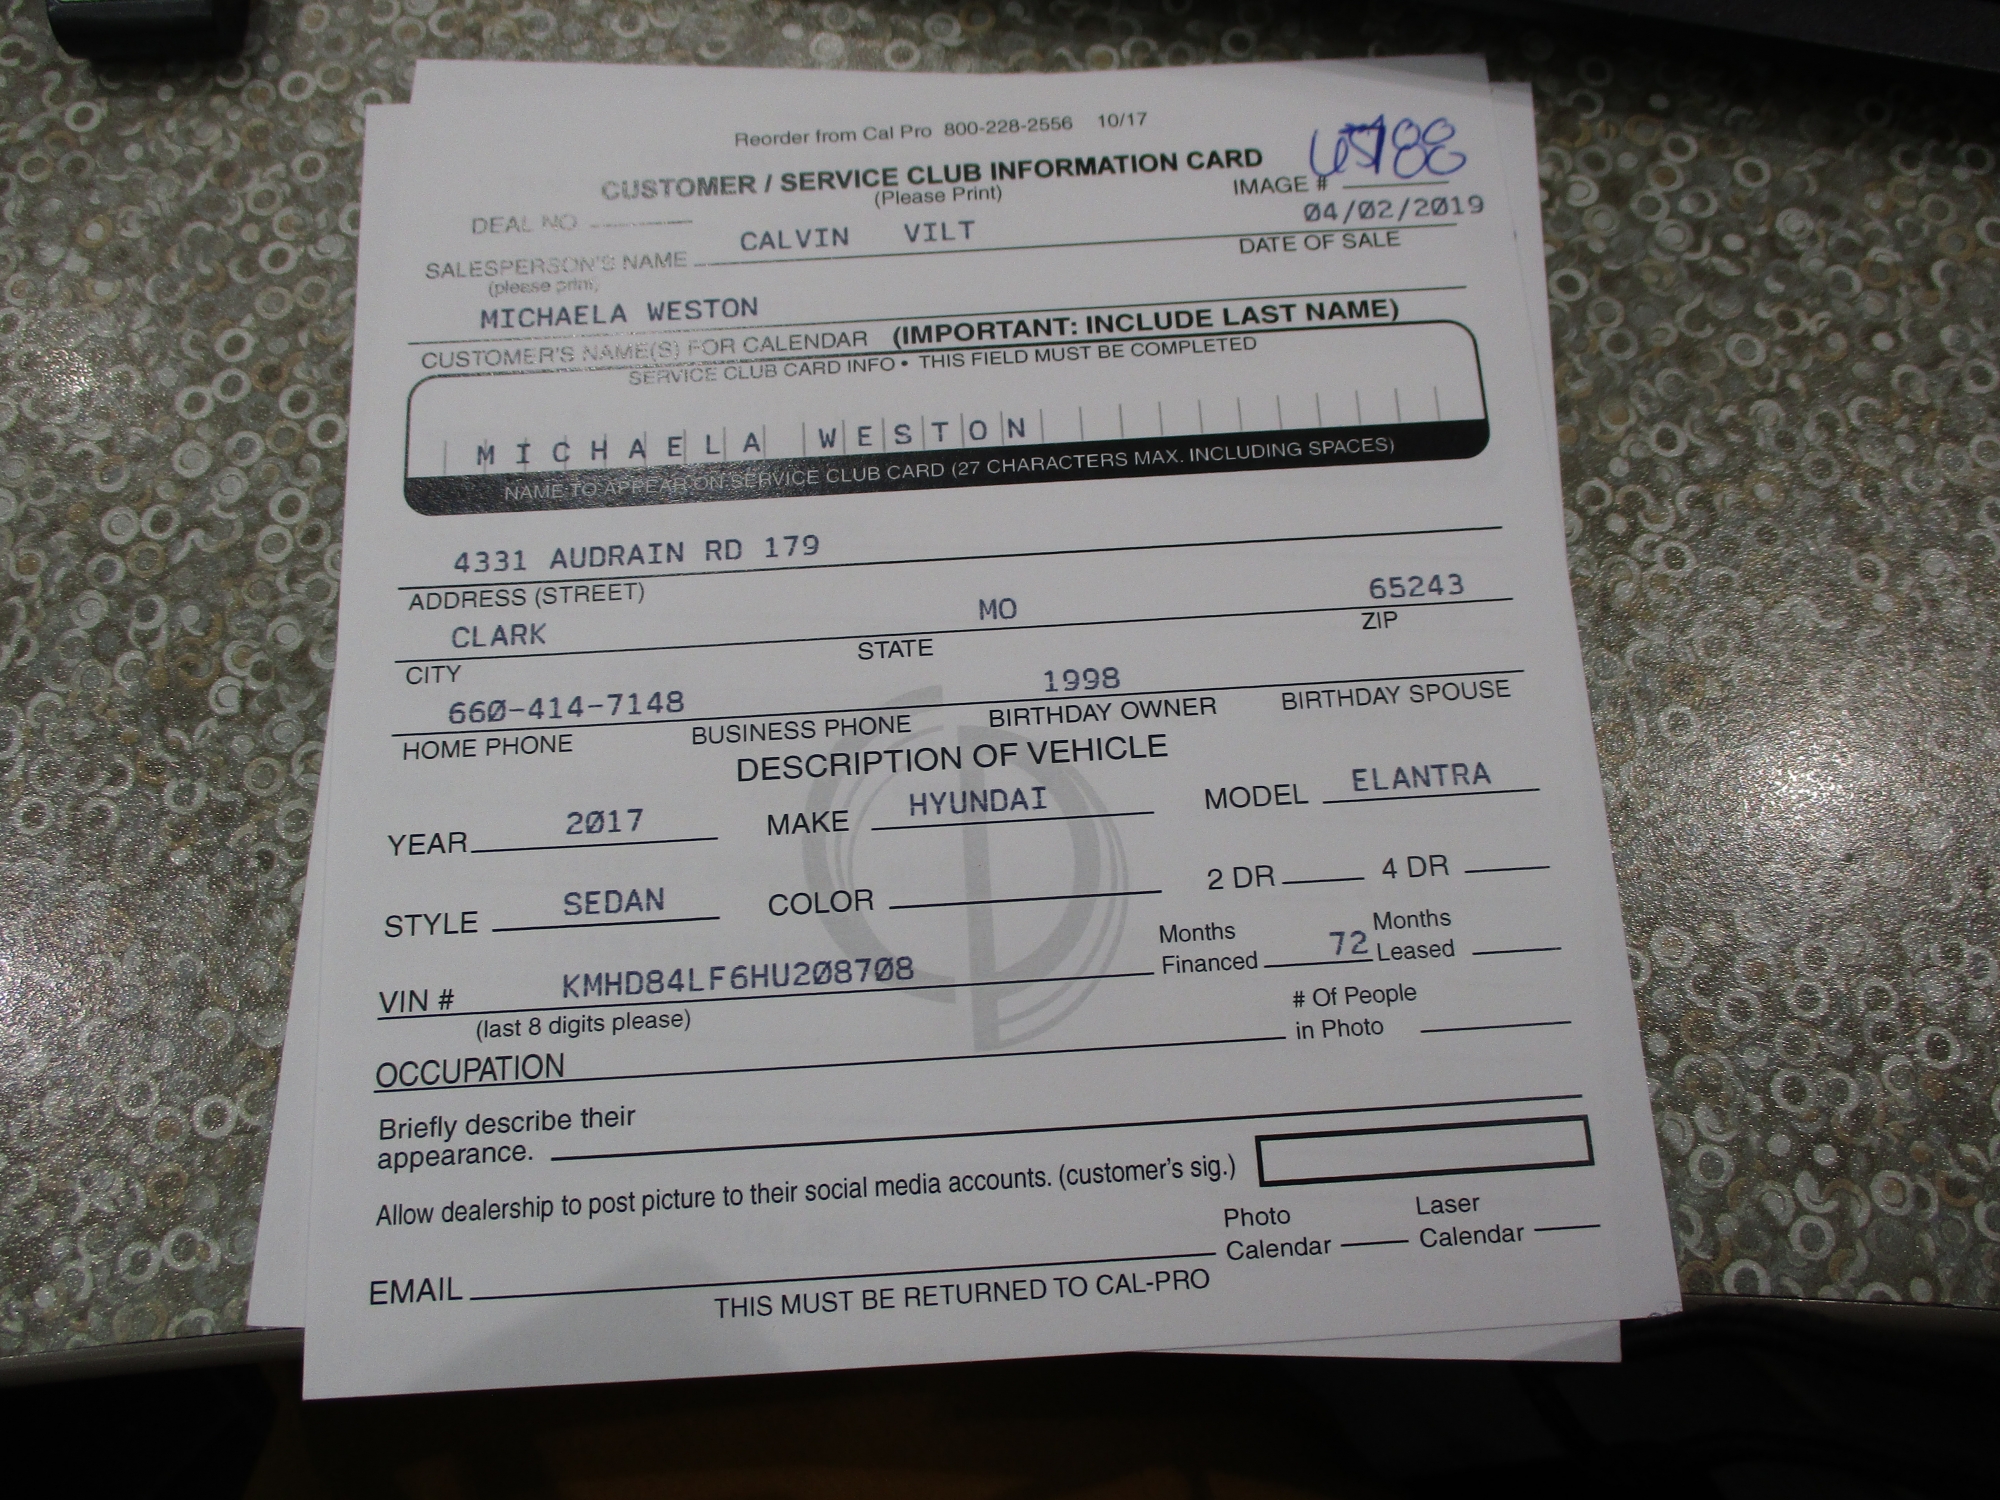 Reorder from Cal Pro 800-228-2556 10/17
CUSTOMER / SERVICE CLUB INFORMATION CARD
(Please Print)
IMAGE #
DEAL NO.
04/02/2019
SALESPERSON'S NAME CALVIN VILT
DATE OF SALE
(please print)
MICHAELA WESTON
CUSTOMER'S NAME(S) FOR CALENDAR (IMPORTANT: INCLUDE LAST NAME)
SERVICE CLUB CARD INFO • THIS FIELD MUST BE COMPLETED
MICHAELA WESTON
NAME TO APPEAR ON SERVICE CLUB CARD (27 CHARACTERS MAX. INCLUDING SPACES)
4331 AUDRAIN RD 179
ADDRESS (STREET)
CLARK MO 65243
CITY STATE ZIP
660-414-7148 1998
HOME PHONE BUSINESS PHONE BIRTHDAY OWNER BIRTHDAY SPOUSE
DESCRIPTION OF VEHICLE
YEAR 2017 MAKE HYUNDAI MODEL ELANTRA
STYLE SEDAN COLOR 2 DR 4 DR
VIN # KMHD84LF6HU208708 Months Financed 72 Months Leased
(last 8 digits please)
OCCUPATION # Of People in Photo
Briefly describe their
appearance.
Allow dealership to post picture to their social media accounts. (customer's sig.)
EMAIL Photo Calendar Laser Calendar
THIS MUST BE RETURNED TO CAL-PRO